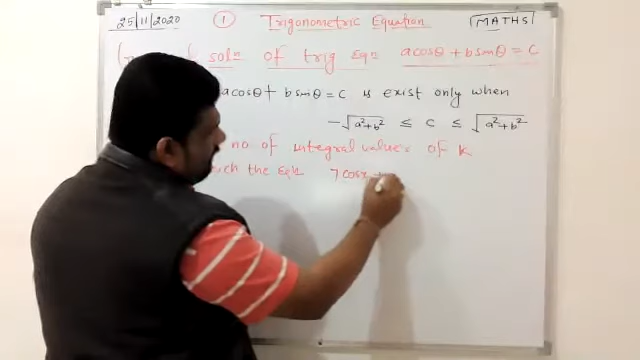 25/11/2020 1 Trigonometric Equation MATHS
soln of trig Eqn acosθ + bsinθ = c
acosθ + bsinθ = c is exist only when
-√a²+b² ≤ c ≤ √a²+b²
no of integral values of K
the Eqn 7cosx +